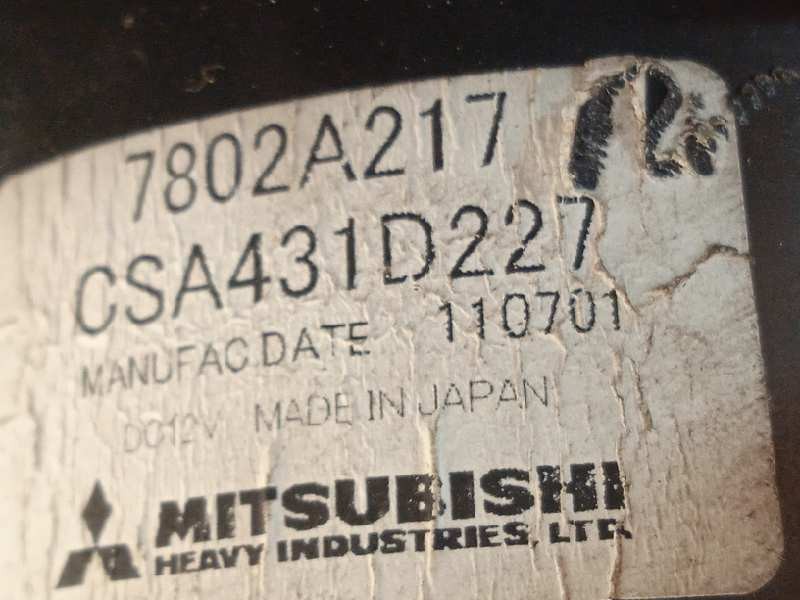 7802A217
CSA431D227
MANUFAC.DATE 110701
DC12V MADE IN JAPAN
MITSUBISHI
HEAVY INDUSTRIES, LTD.